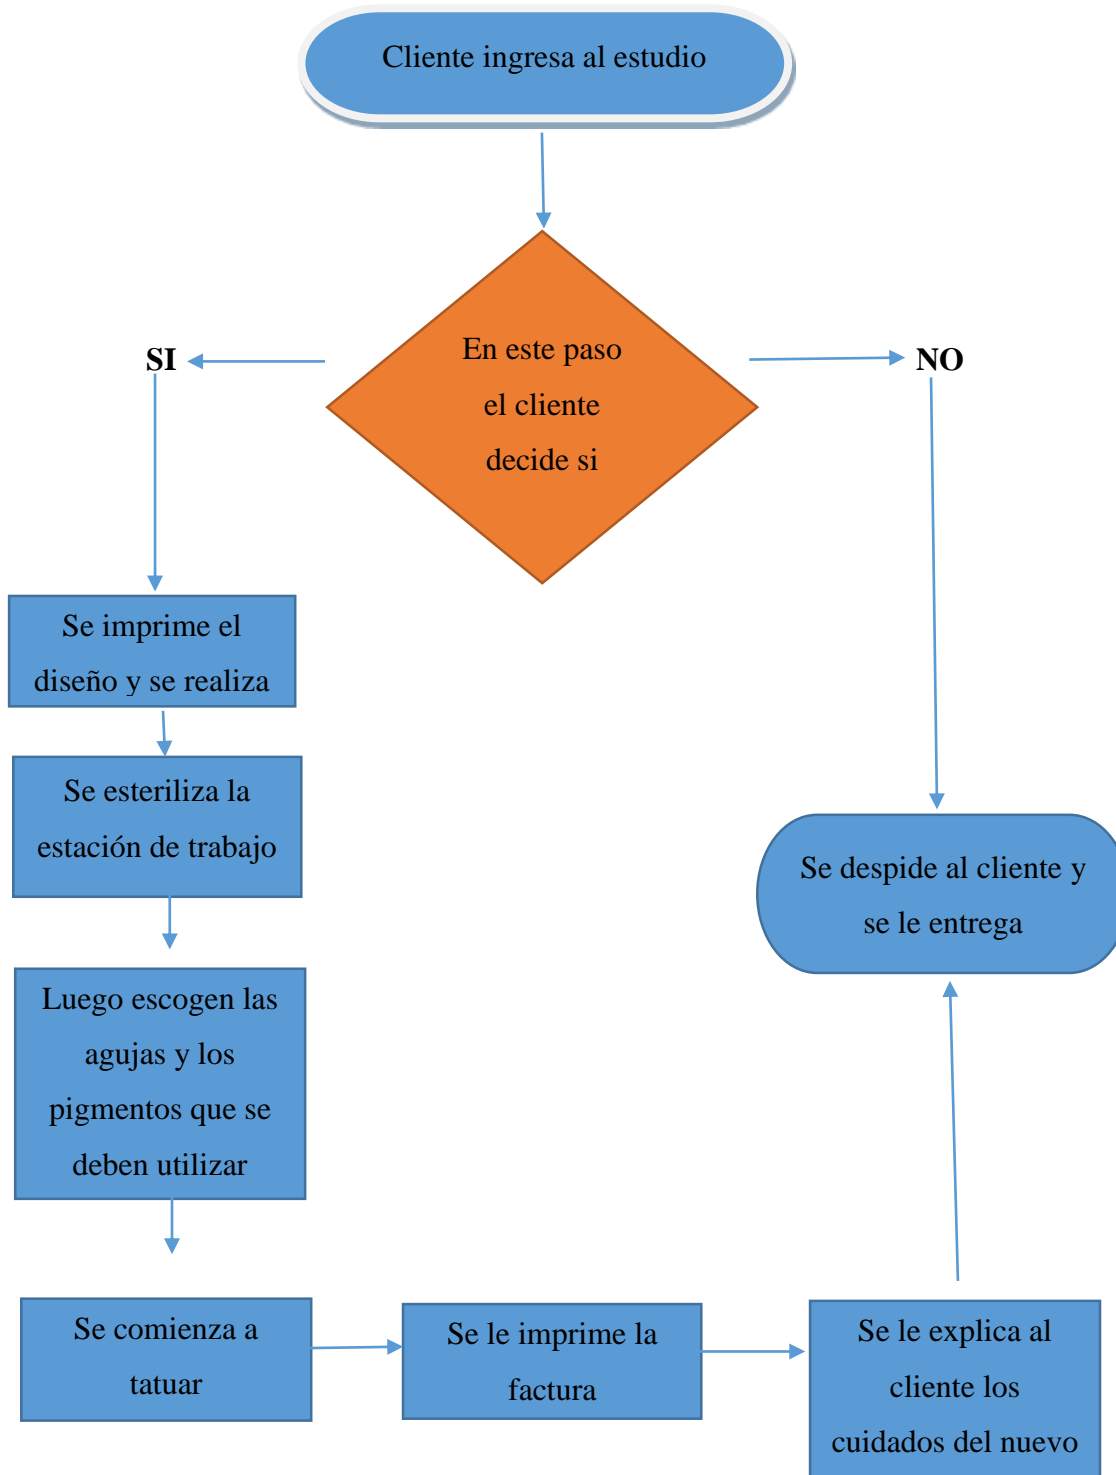 Cliente ingresa al estudio
En este paso
el cliente
decide si
SI
NO
Se imprime el
diseño y se realiza
Se esteriliza la
estación de trabajo
Luego escogen las
agujas y los
pigmentos que se
deben utilizar
Se comienza a
tatuar
Se le imprime la
factura
Se le explica al
cliente los
cuidados del nuevo
Se despide al cliente y
se le entrega